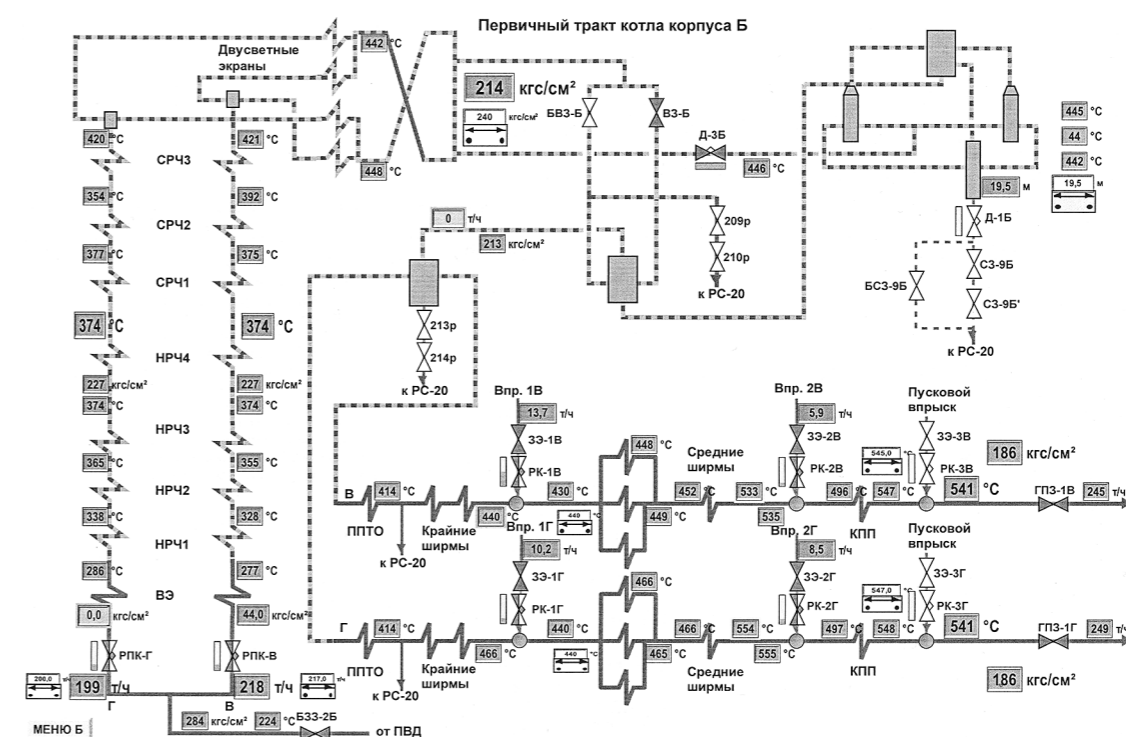 Первичный тракт котла корпуса Б
Двусветные
экраны
442 °C
448 °C
214 кгс/см²
240 кгс/см²
БВЗ-Б
ВЗ-Б
Д-3Б
446 °C
445 °C
44 °C
442 °C
19,5 м
19,5 м
Д-1Б
209р
210р
к РС-20
БСЗ-9Б
СЗ-9Б
СЗ-9Б'
к РС-20
0 т/ч
213 кгс/см²
213р
214р
к РС-20
420 °C
421 °C
СРЧ3
354 °C
392 °C
СРЧ2
377 °C
375 °C
СРЧ1
374 °C
374 °C
НРЧ4
227 кгс/см²
227 кгс/см²
374 °C
374 °C
НРЧ3
365 °C
355 °C
НРЧ2
338 °C
328 °C
НРЧ1
286 °C
277 °C
ВЭ
0,0 кгс/см²
44,0 кгс/см²
РПК-Г
РПК-В
200,0 т/ч
199 т/ч
218 т/ч
217,0 т/ч
Г
В
284 кгс/см²
224 °C
БЗЗ-2Б
от ПВД
МЕНЮ Б
Впр. 1В
13,7 т/ч
ЗЭ-1В
РК-1В
В
414 °C
ППТО
к РС-20
Крайние
ширмы
440 °C
430 °C
440 °C
448 °C
449 °C
452 °C
Средние
ширмы
533 °C
535
Впр. 2В
5,9 т/ч
ЗЭ-2В
РК-2В
496 °C
КПП
545,0 °C
547 °C
Пусковой
впрыск
ЗЭ-3В
РК-3В
541 °C
186 кгс/см²
ГПЗ-1В
245 т/ч
Впр. 1Г
10,2 т/ч
ЗЭ-1Г
РК-1Г
Г
414 °C
ППТО
к РС-20
Крайние
ширмы
466 °C
440 °C
440 °C
466 °C
465 °C
466 °C
Средние
ширмы
554 °C
555 °C
Впр. 2Г
8,5 т/ч
ЗЭ-2Г
РК-2Г
497 °C
КПП
547,0 °C
548 °C
Пусковой
впрыск
ЗЭ-3Г
РК-3Г
541 °C
ГПЗ-1Г
249 т/ч
186 кгс/см²